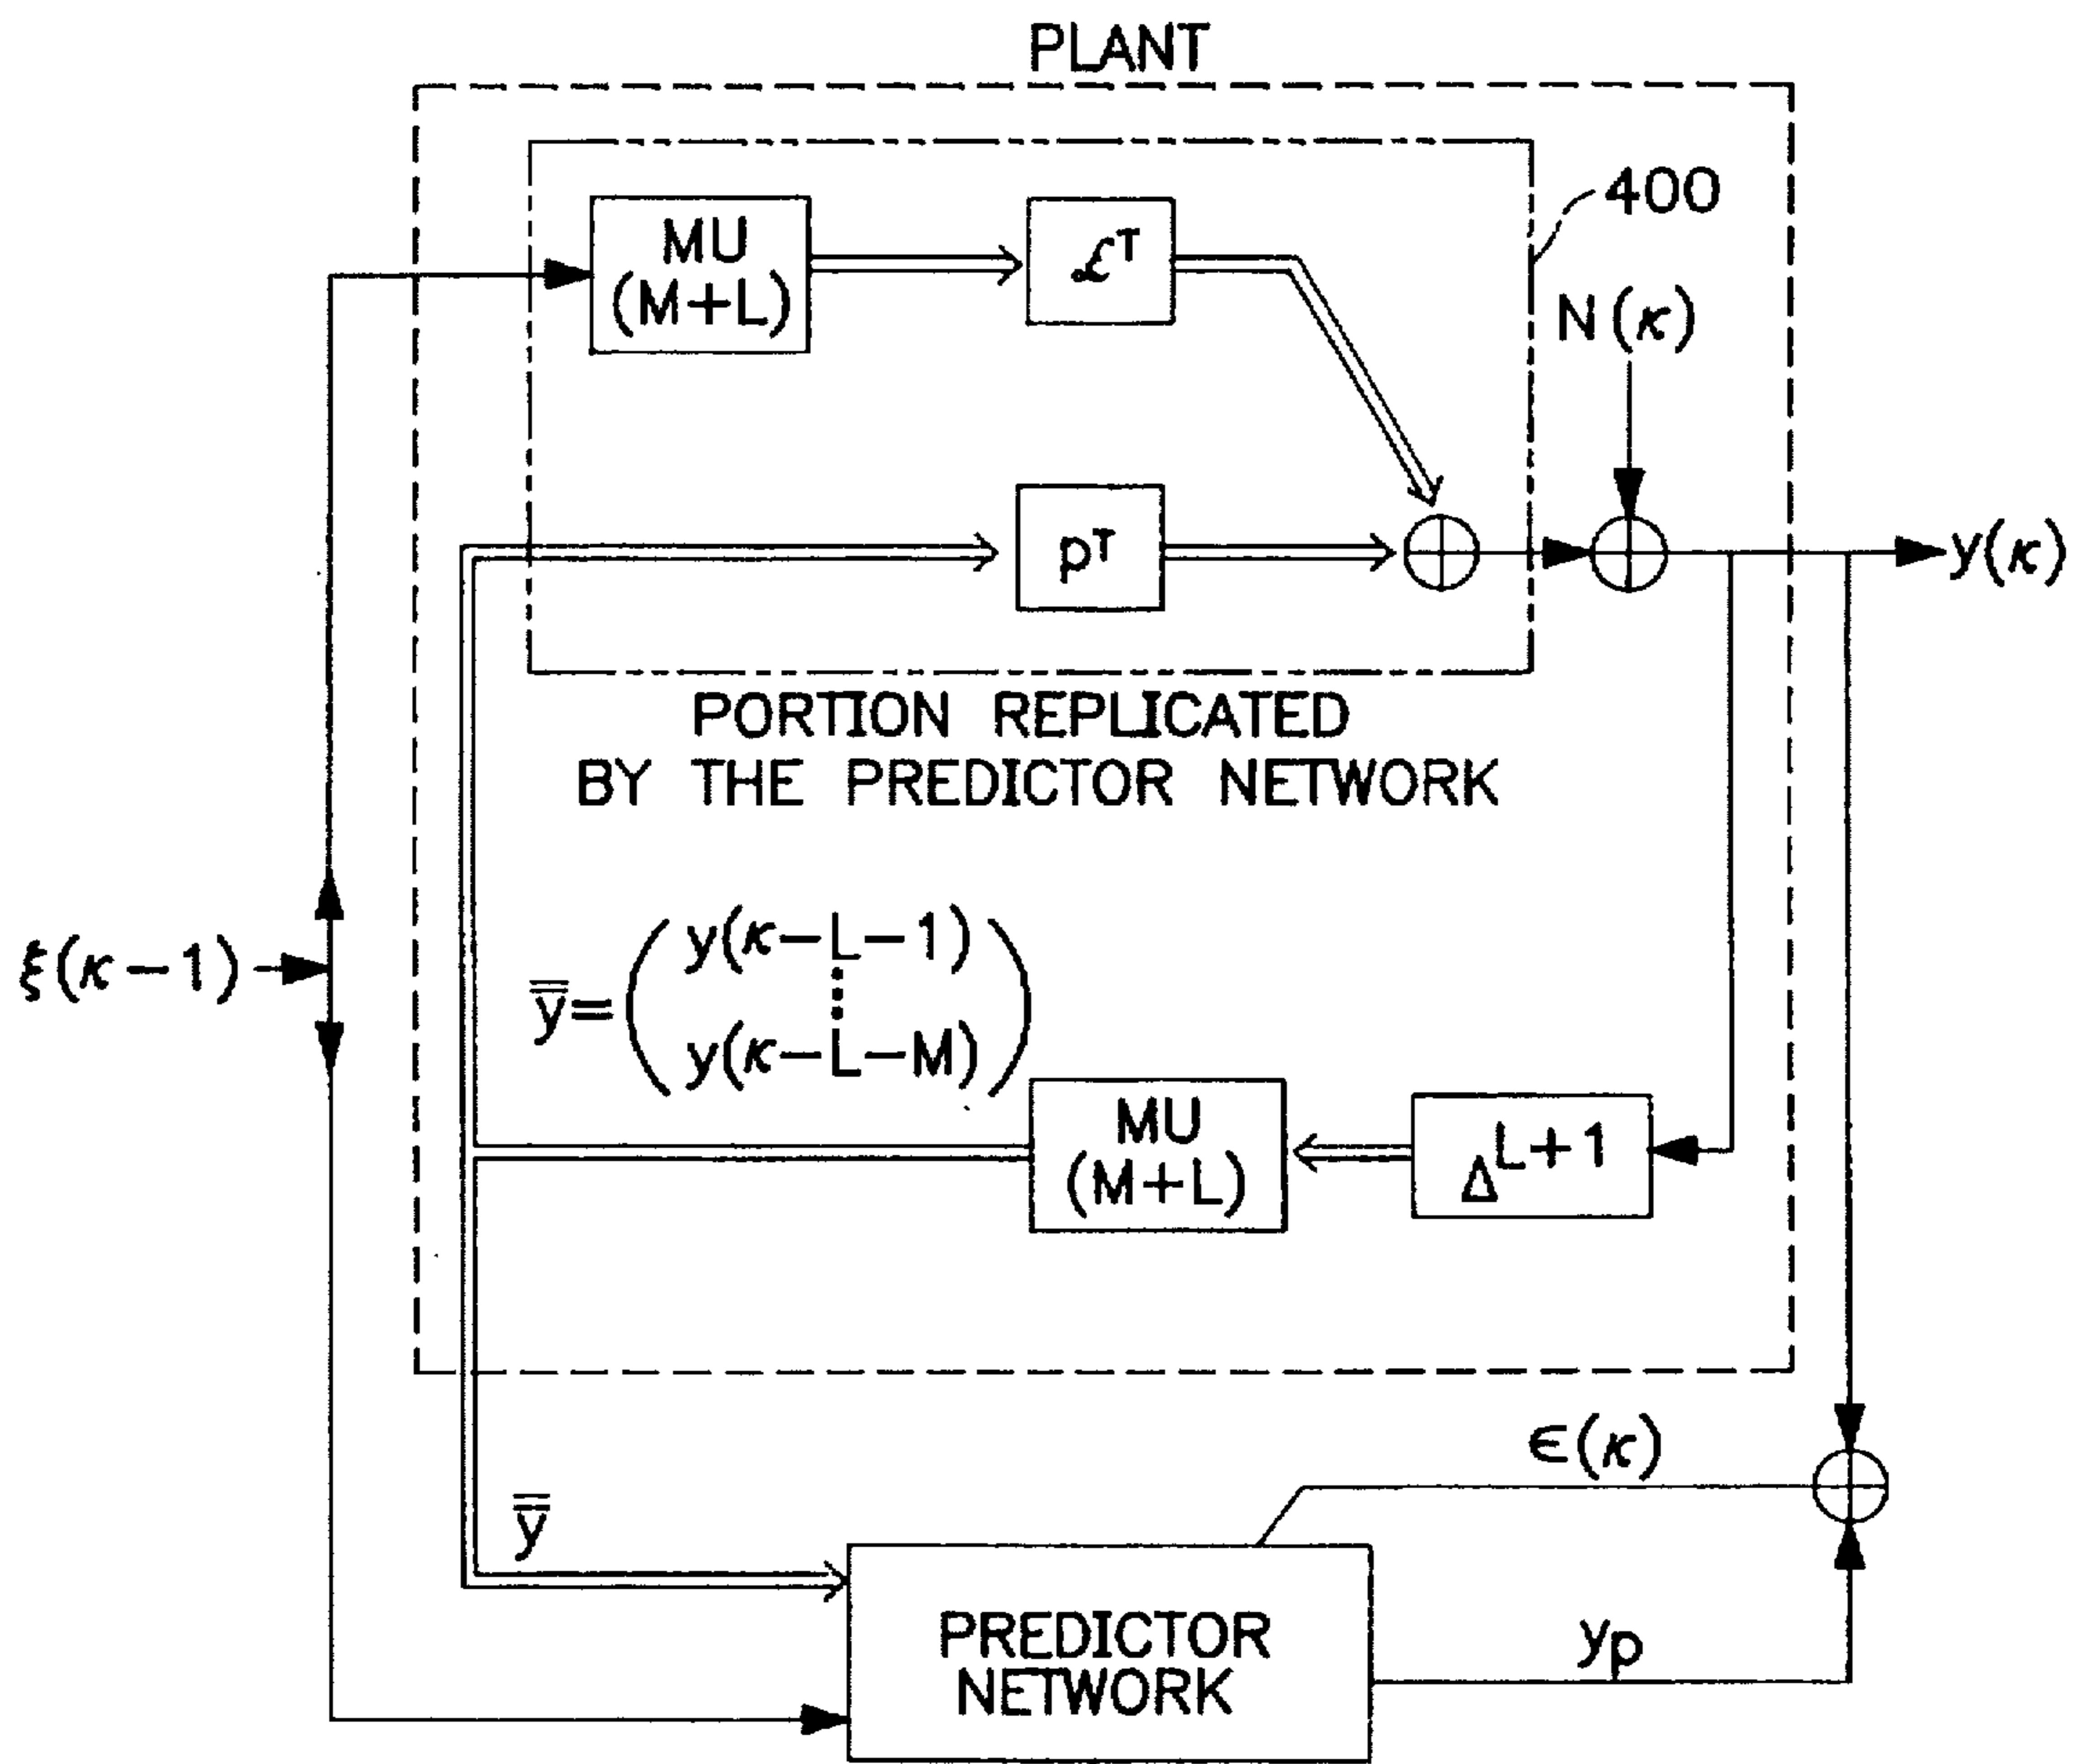 PLANT
400
MU
(M+L)
ℒᵀ
N(κ)
pᵀ
y(κ)
PORTION REPLICATED
BY THE PREDICTOR NETWORK
y(κ−L−1)
ξ(κ−1)
y̿=( ⋮ )
y(κ−L−M)
MU
(M+L)
Δᴸ⁺¹
ϵ(κ)
y̿
PREDICTOR
NETWORK
yₚ